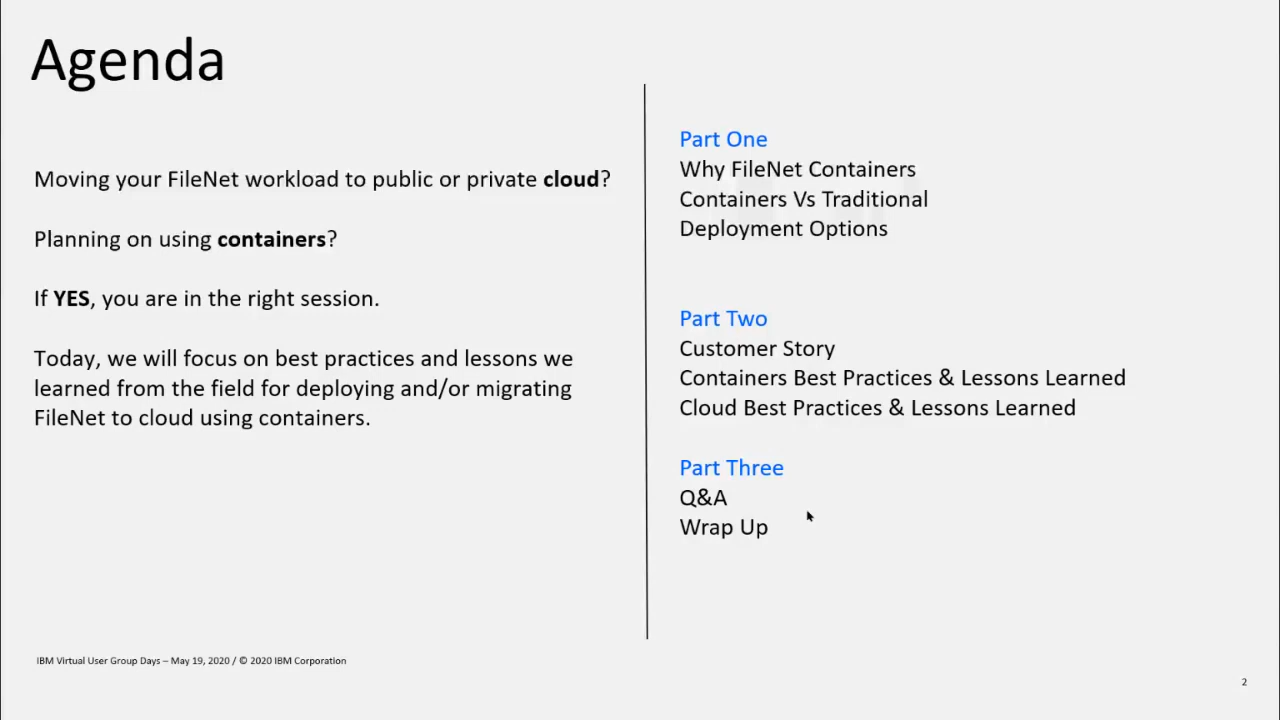 Agenda
Moving your FileNet workload to public or private cloud?
Planning on using containers?
If YES, you are in the right session.
Today, we will focus on best practices and lessons we
learned from the field for deploying and/or migrating
FileNet to cloud using containers.
Part One
Why FileNet Containers
Containers Vs Traditional
Deployment Options
Part Two
Customer Story
Containers Best Practices & Lessons Learned
Cloud Best Practices & Lessons Learned
Part Three
Q&A
Wrap Up
IBM Virtual User Group Days – May 19, 2020 / © 2020 IBM Corporation
2